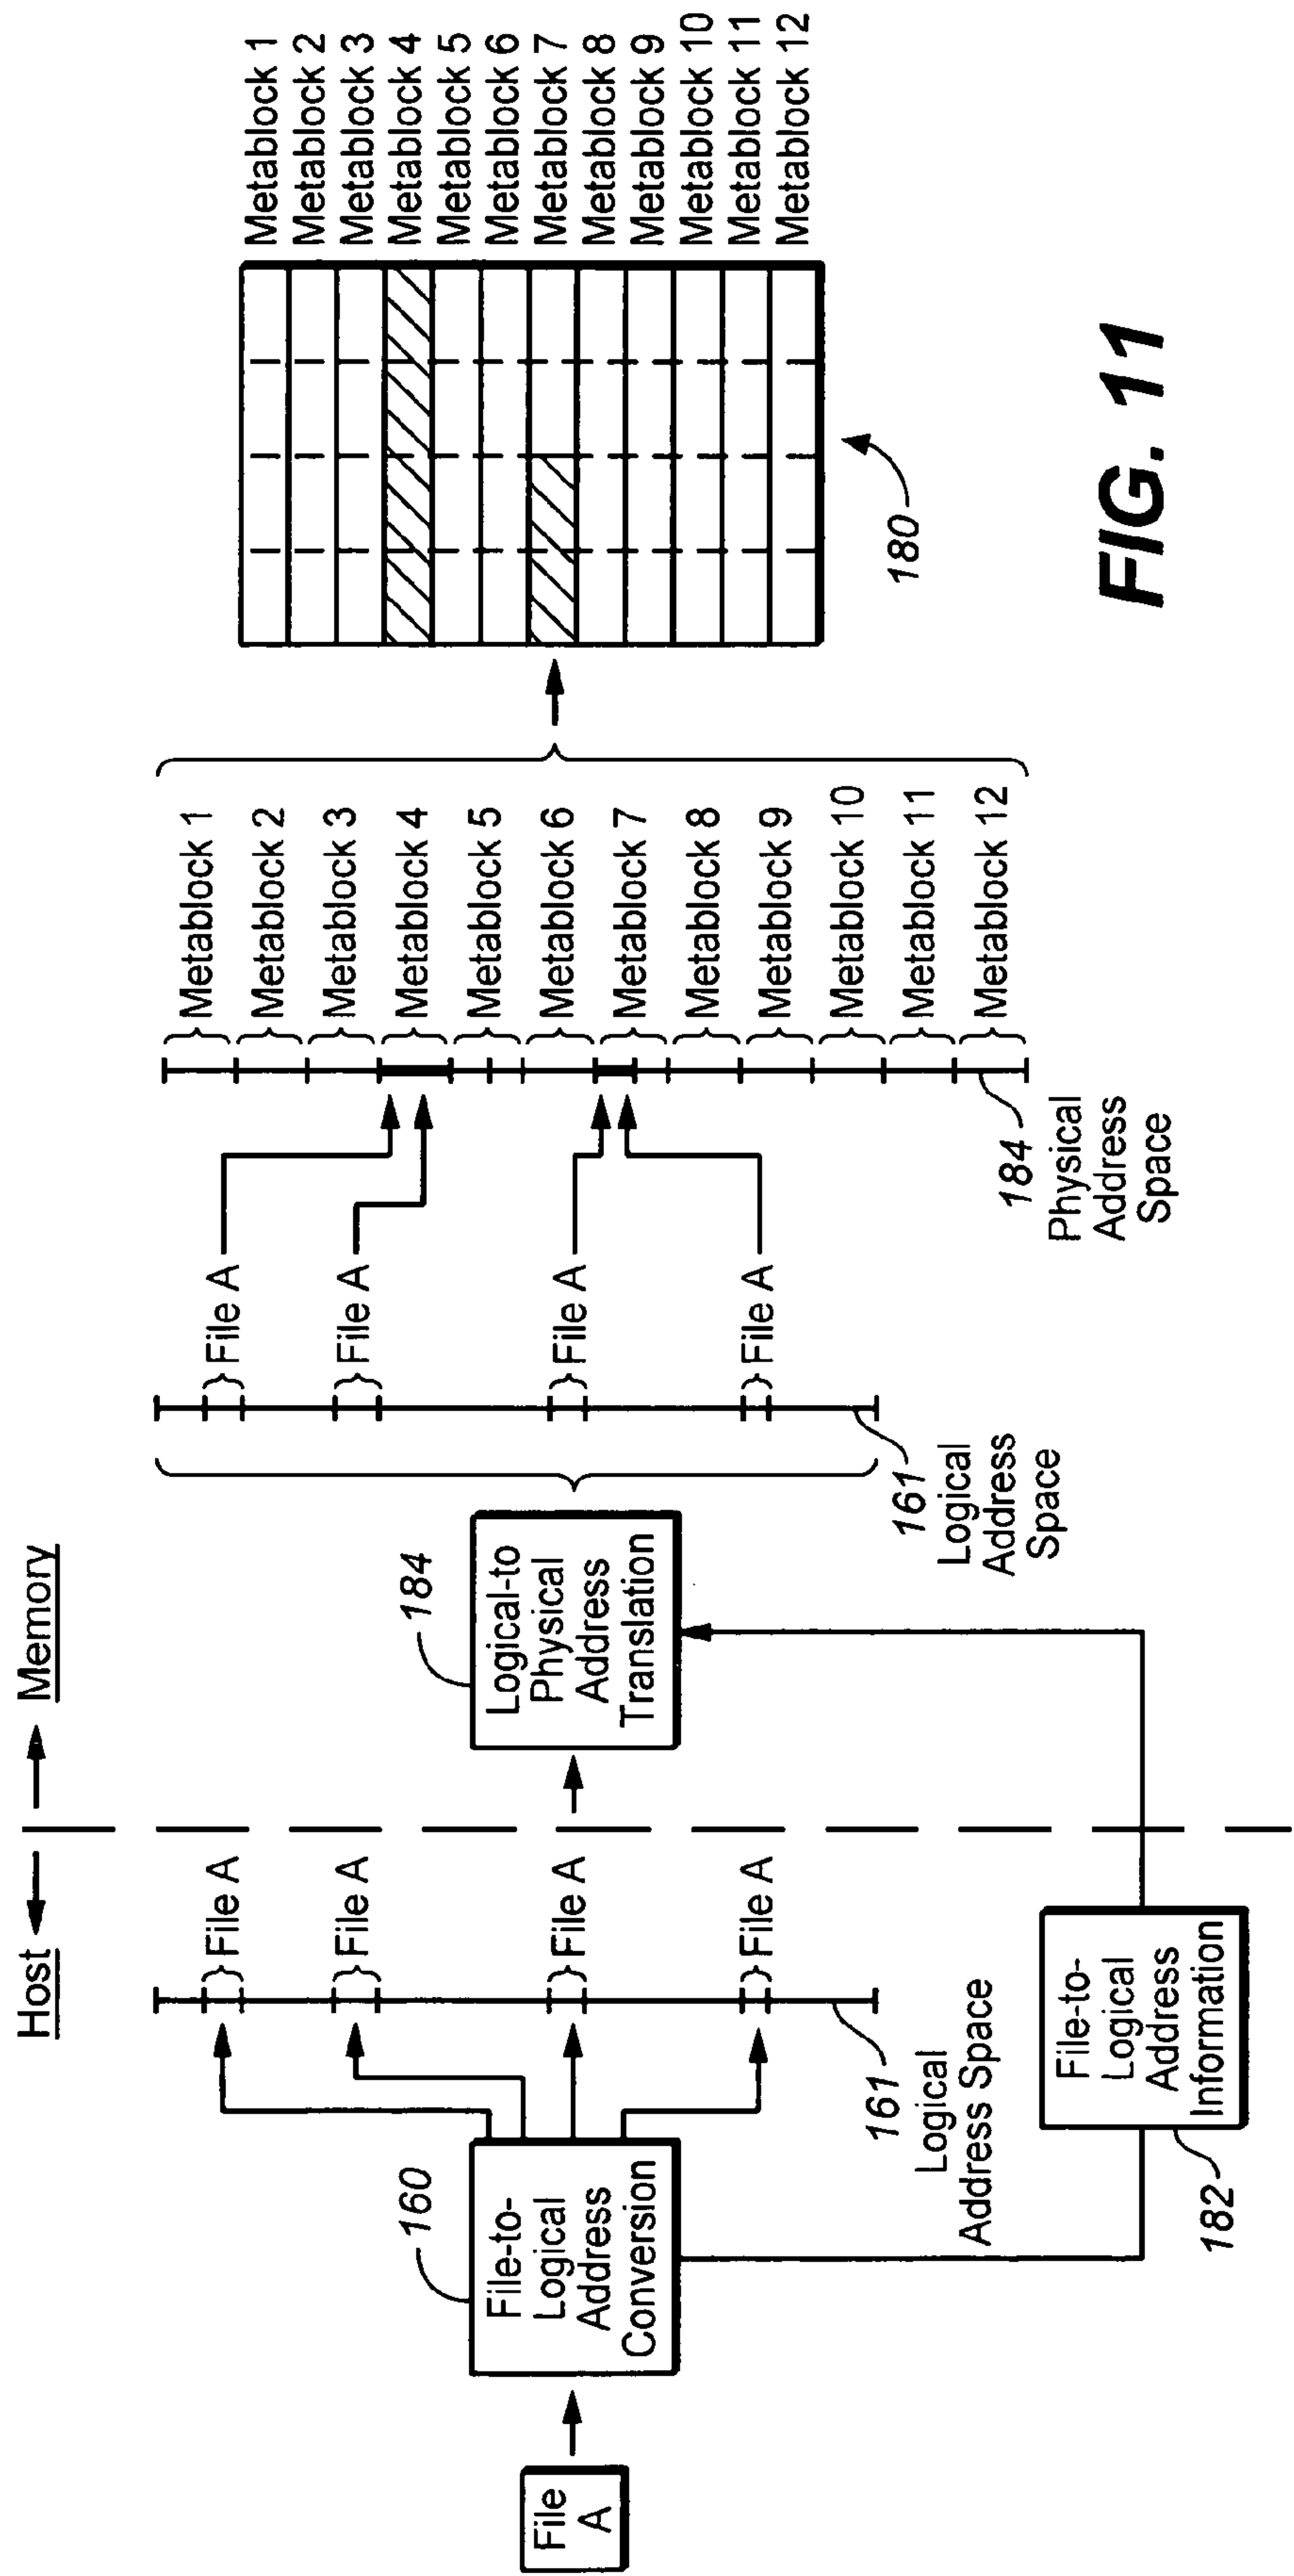 Host
Memory
File
A
160
File-to-
Logical
Address
Conversion
File A
File A
File A
File A
161
Logical
Address Space
File-to-
Logical
Address
Information
182
184
Logical-to
Physical
Address
Translation
File A
File A
File A
File A
161
Logical
Address
Space
Metablock 1
Metablock 2
Metablock 3
Metablock 4
Metablock 5
Metablock 6
Metablock 7
Metablock 8
Metablock 9
Metablock 10
Metablock 11
Metablock 12
184
Physical
Address
Space
Metablock 1
Metablock 2
Metablock 3
Metablock 4
Metablock 5
Metablock 6
Metablock 7
Metablock 8
Metablock 9
Metablock 10
Metablock 11
Metablock 12
180
FIG. 11